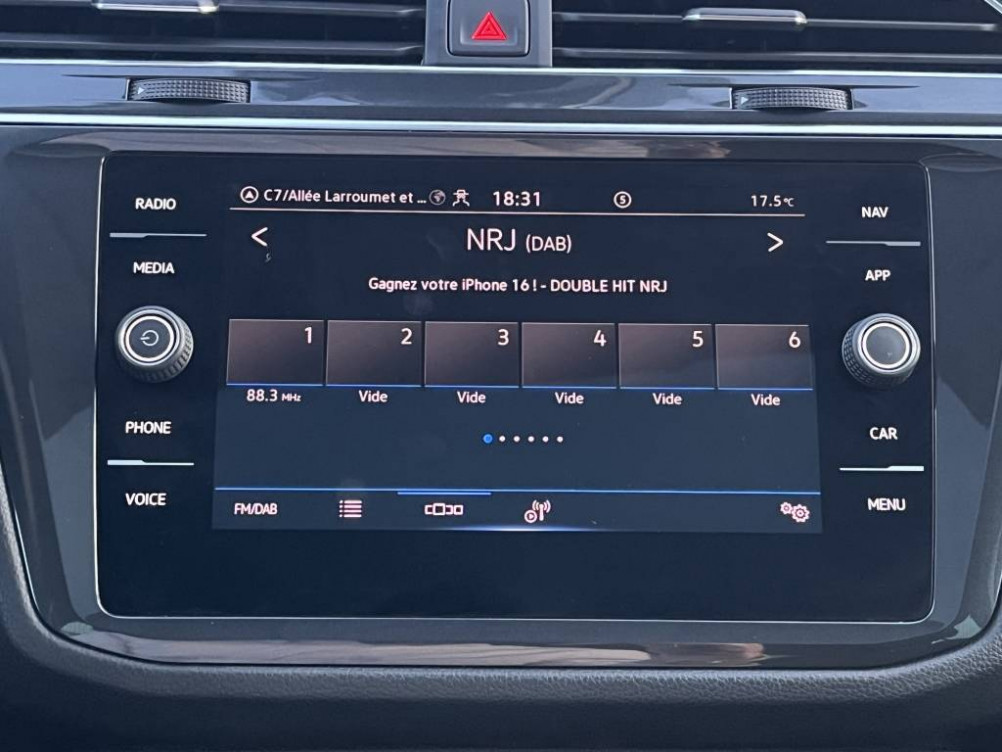 RADIO
MEDIA
PHONE
VOICE
C7/Allée Larroumet et ... 18:31 5 17.5°C
< NRJ (DAB) >
Gagnez votre iPhone 16 ! - DOUBLE HIT NRJ
1 2 3 4 5 6
88.3 MHz Vide Vide Vide Vide Vide
FM/DAB
NAV
APP
CAR
MENU